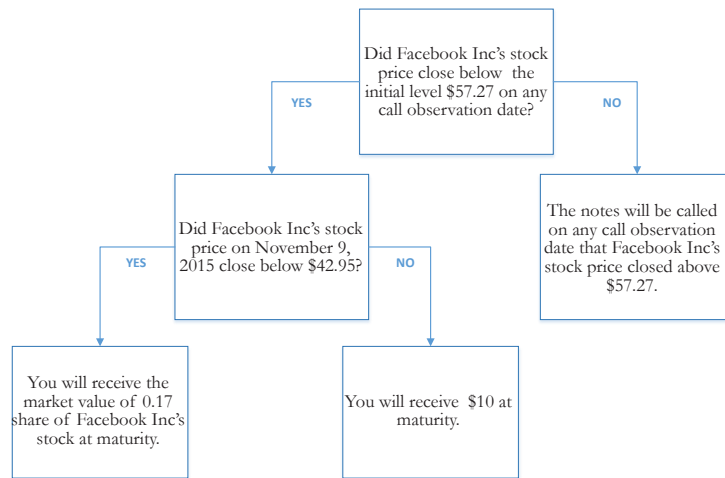 Did Facebook Inc's stock
price close below the
initial level $57.27 on any
call observation date?
YES
NO
Did Facebook Inc's stock
price on November 9,
2015 close below $42.95?
The notes will be called
on any call observation
date that Facebook Inc's
stock price closed above
$57.27.
YES
NO
You will receive the
market value of 0.17
share of Facebook Inc's
stock at maturity.
You will receive $10 at
maturity.